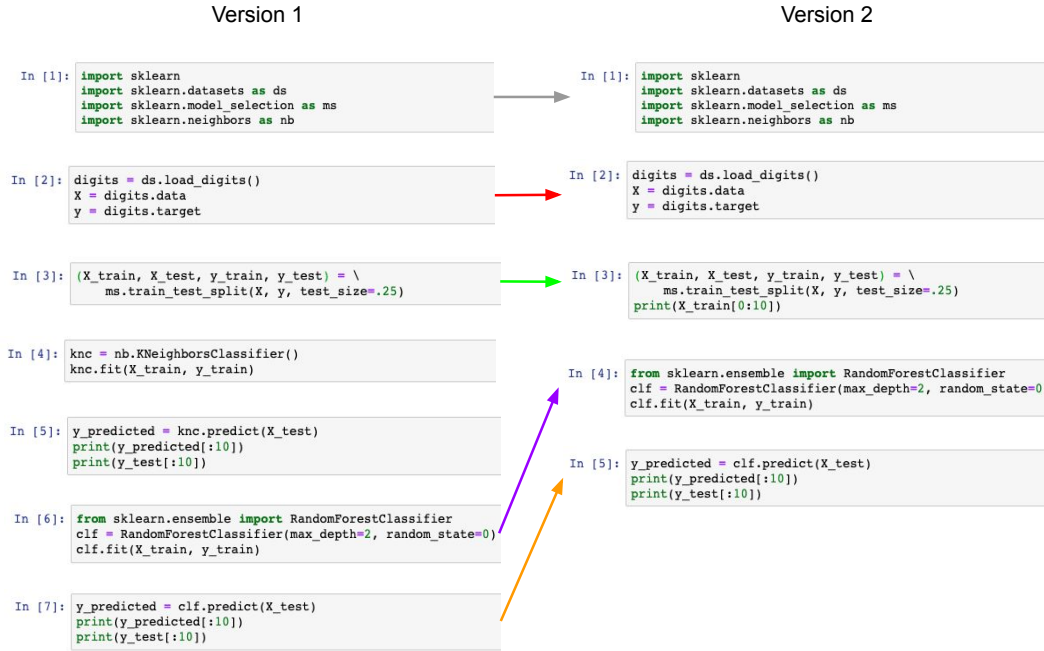 Version 1
In [1]: import sklearn
import sklearn.datasets as ds
import sklearn.model_selection as ms
import sklearn.neighbors as nb
In [2]: digits = ds.load_digits()
X = digits.data
y = digits.target
In [3]: (X_train, X_test, y_train, y_test) = \
ms.train_test_split(X, y, test_size=.25)
In [4]: knc = nb.KNeighborsClassifier()
knc.fit(X_train, y_train)
In [5]: y_predicted = knc.predict(X_test)
print(y_predicted[:10])
print(y_test[:10])
In [6]: from sklearn.ensemble import RandomForestClassifier
clf = RandomForestClassifier(max_depth=2, random_state=0)
clf.fit(X_train, y_train)
In [7]: y_predicted = clf.predict(X_test)
print(y_predicted[:10])
print(y_test[:10])
Version 2
In [1]: import sklearn
import sklearn.datasets as ds
import sklearn.model_selection as ms
import sklearn.neighbors as nb
In [2]: digits = ds.load_digits()
X = digits.data
y = digits.target
In [3]: (X_train, X_test, y_train, y_test) = \
ms.train_test_split(X, y, test_size=.25)
print(X_train[0:10])
In [4]: from sklearn.ensemble import RandomForestClassifier
clf = RandomForestClassifier(max_depth=2, random_state=0
clf.fit(X_train, y_train)
In [5]: y_predicted = clf.predict(X_test)
print(y_predicted[:10])
print(y_test[:10])